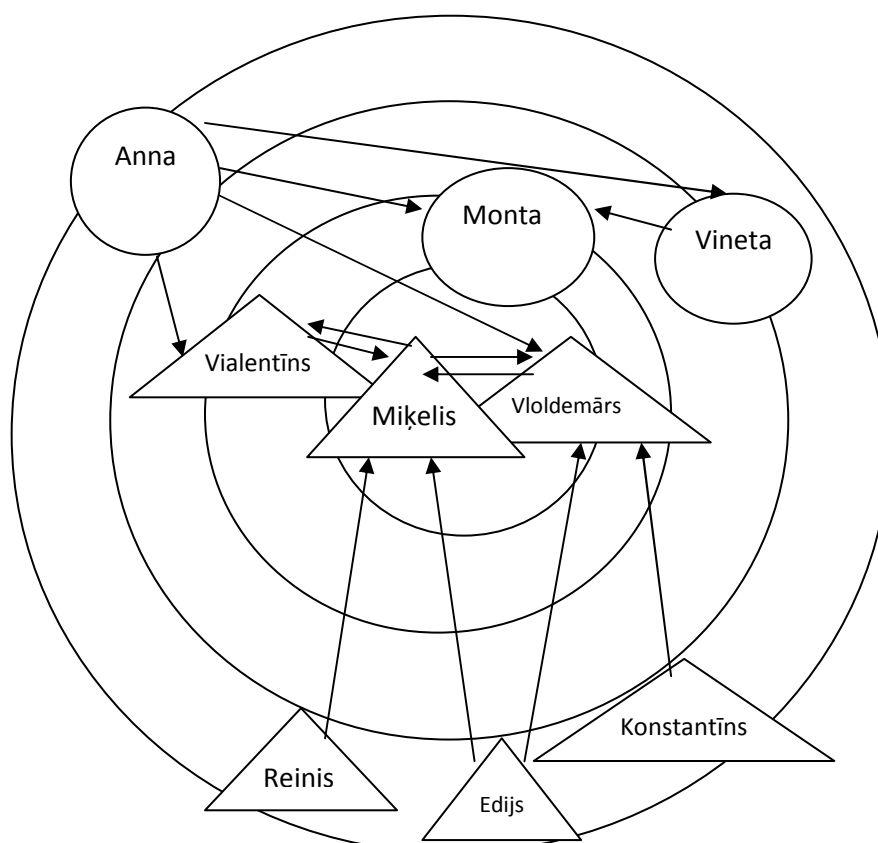 Anna
Monta
Vineta
Vialentīns
Miķelis
Vloldemārs
Konstantīns
Reinis
Edijs